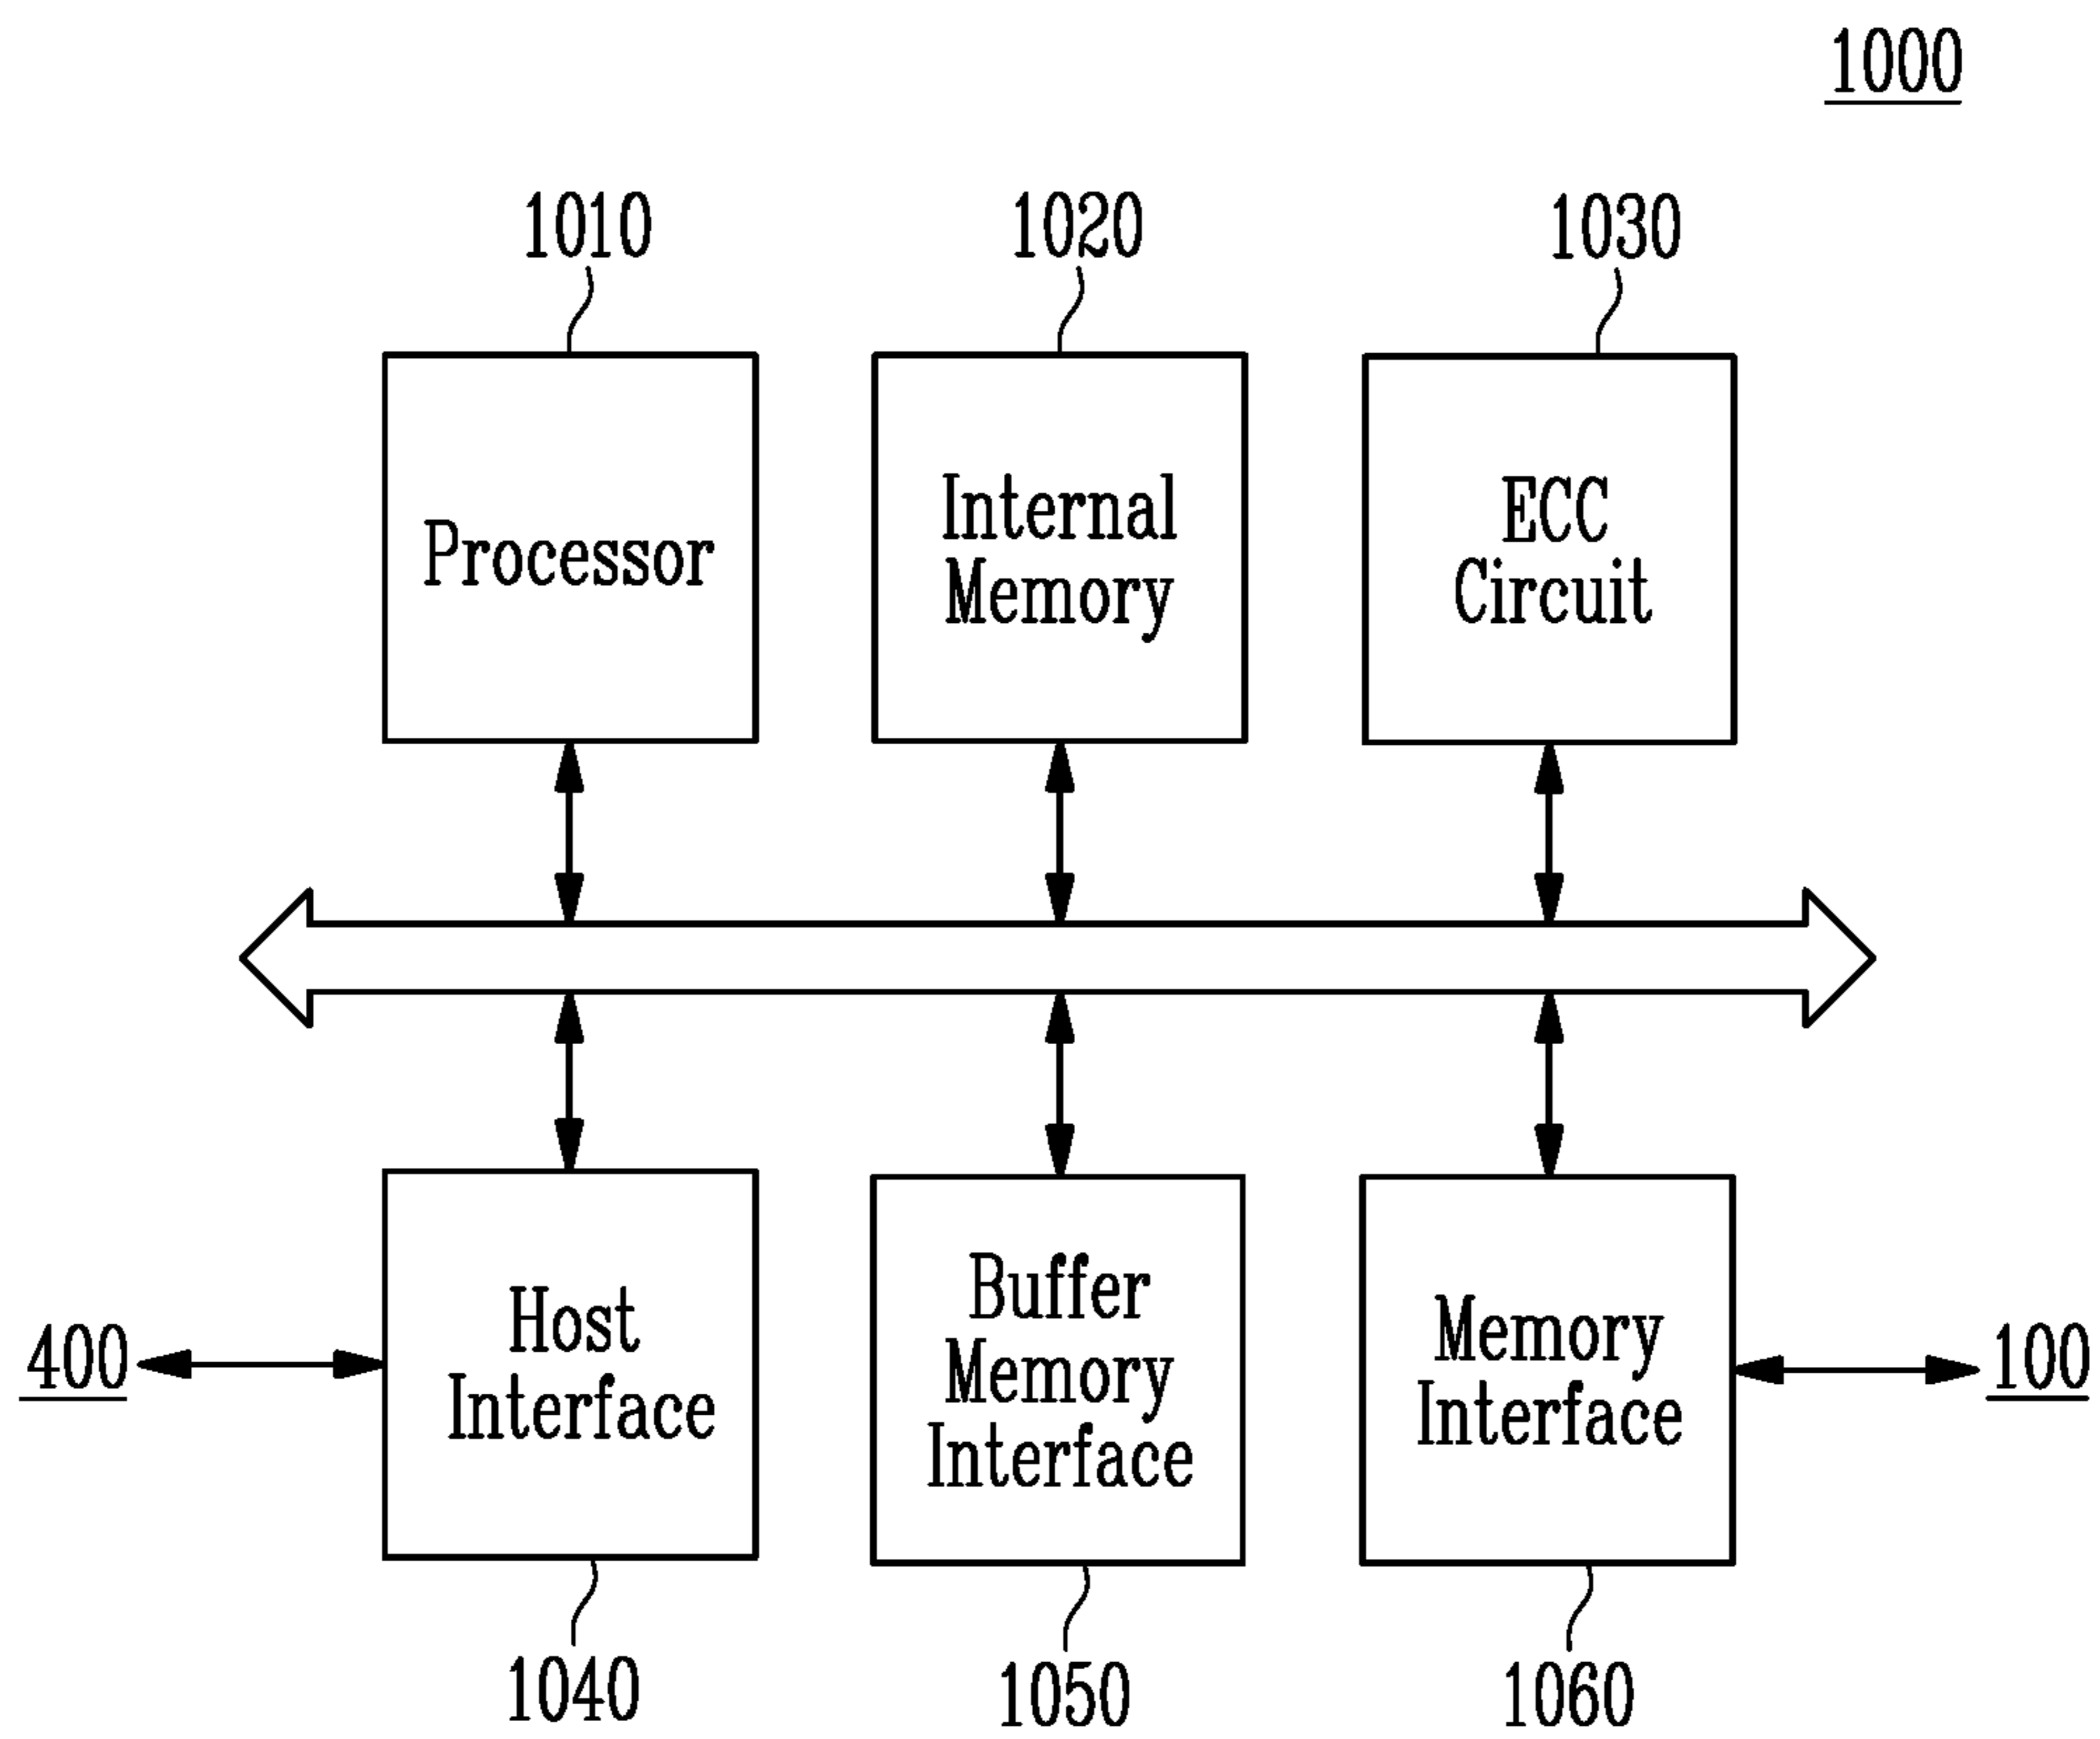 1000
1010
1020
1030
Processor
Internal
Memory
ECC
Circuit
400
Host
Interface
Buffer
Memory
Interface
Memory
Interface
100
1040
1050
1060